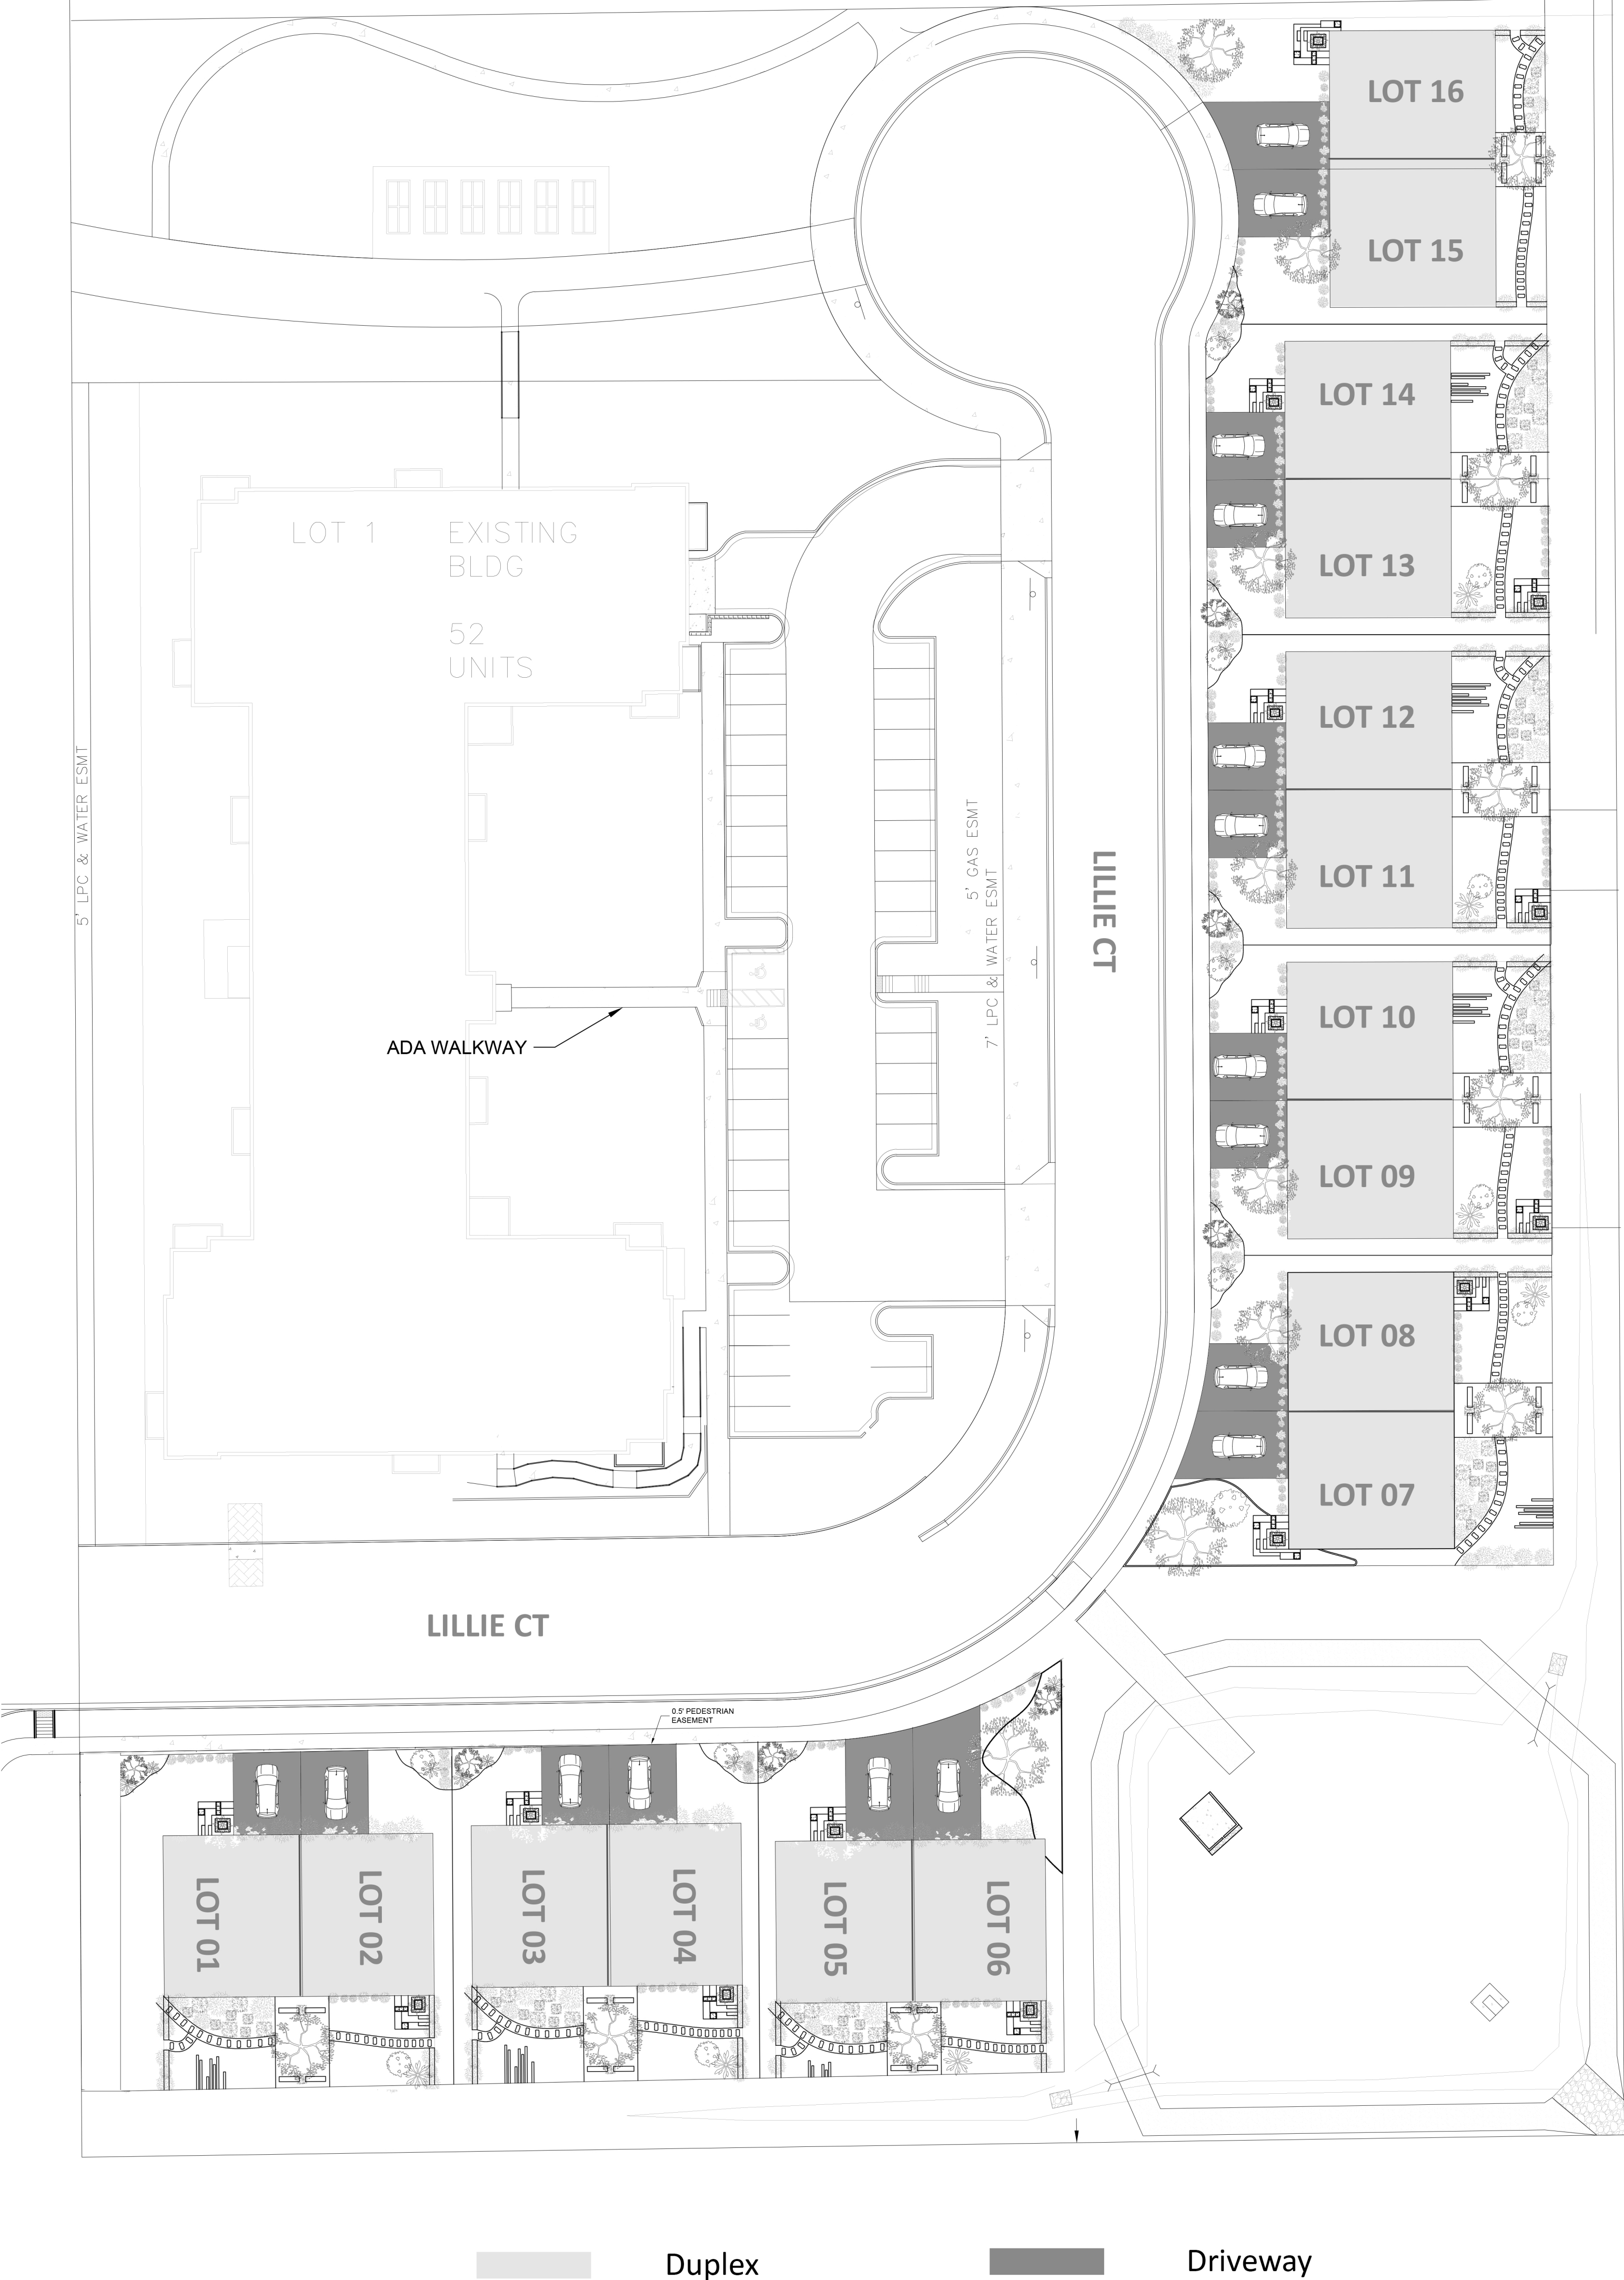 LOT 16
LOT 15
LOT 14
LOT 13
LOT 1 EXISTING
BLDG
52
UNITS
LOT 12
LOT 11
5' LPC & WATER ESMT
5' GAS ESMT
7' LPC & WATER ESMT
LILLIE CT
ADA WALKWAY
LOT 10
LOT 09
LOT 08
LOT 07
LILLIE CT
0.5' PEDESTRIAN
EASEMENT
LOT 01
LOT 02
LOT 03
LOT 04
LOT 05
LOT 06
Duplex
Driveway